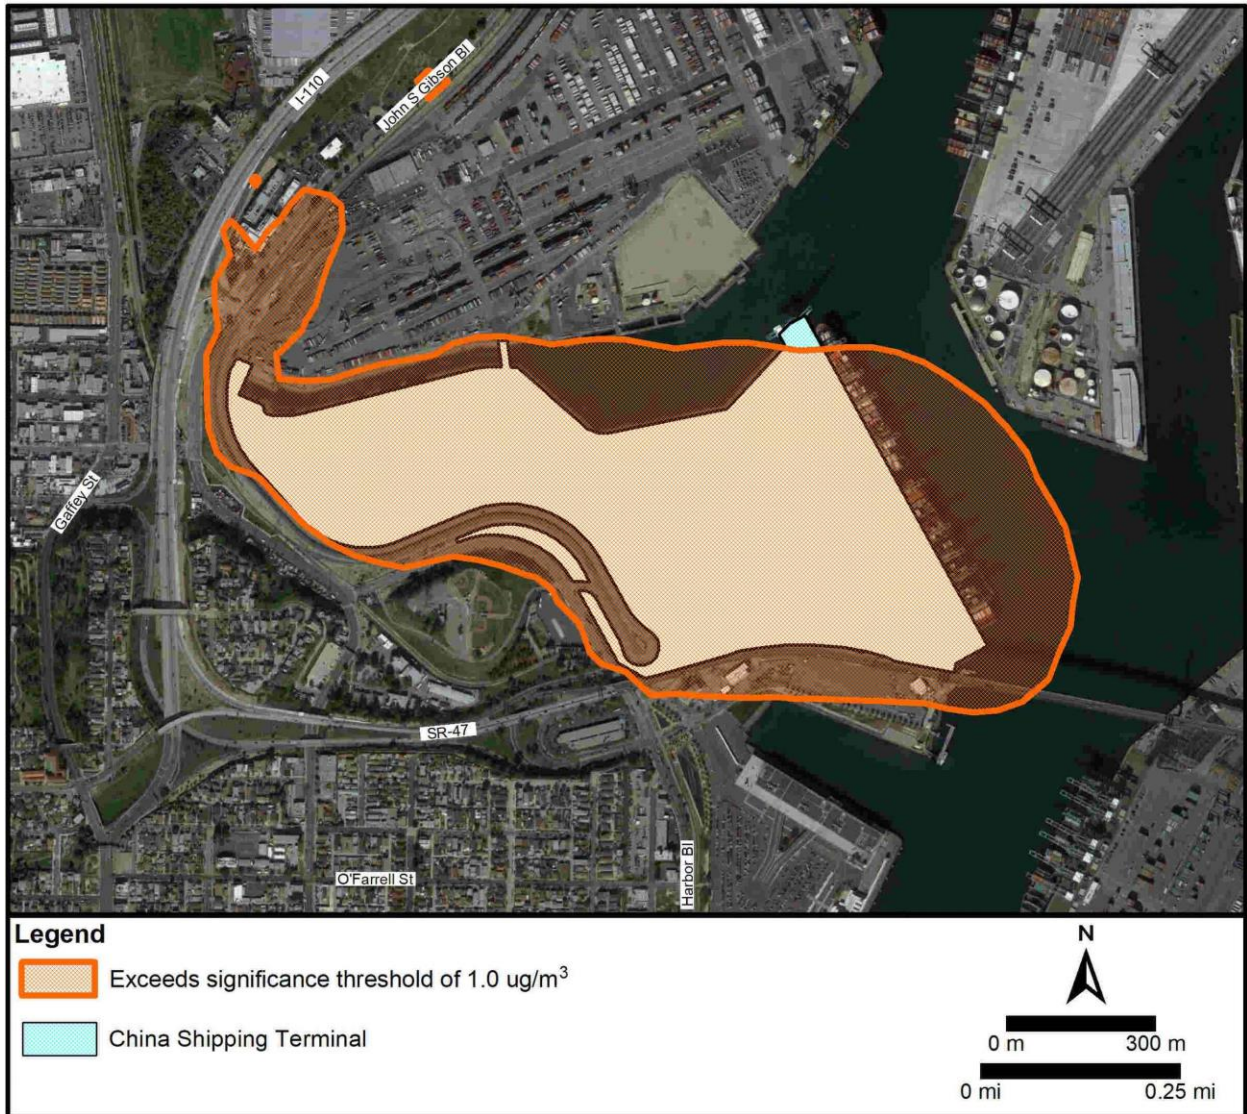 I-110
John S Gibson Bl
Gaffey St
SR-47
O'Farrell St
Harbor Bl
Legend
Exceeds significance threshold of 1.0 ug/m³
China Shipping Terminal
N
0 m 300 m
0 mi 0.25 mi